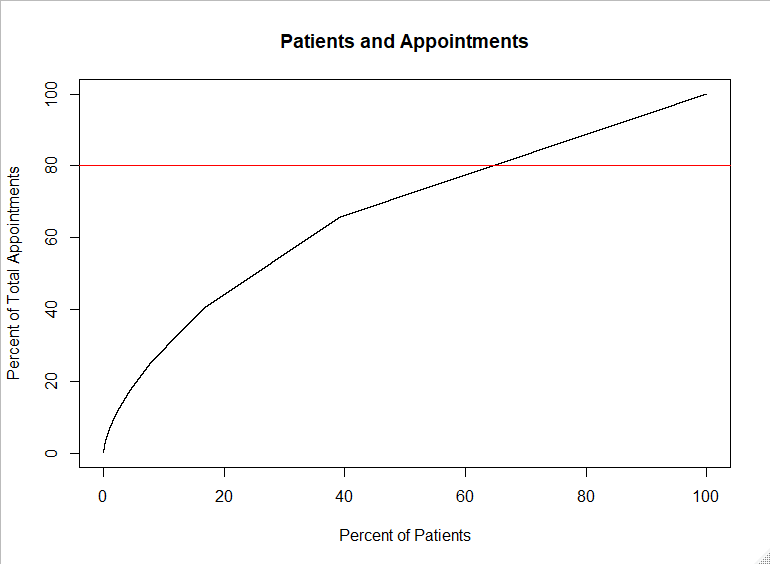 Patients and Appointments
Percent of Total Appointments
100
80
60
40
20
0
0 20 40 60 80 100
Percent of Patients